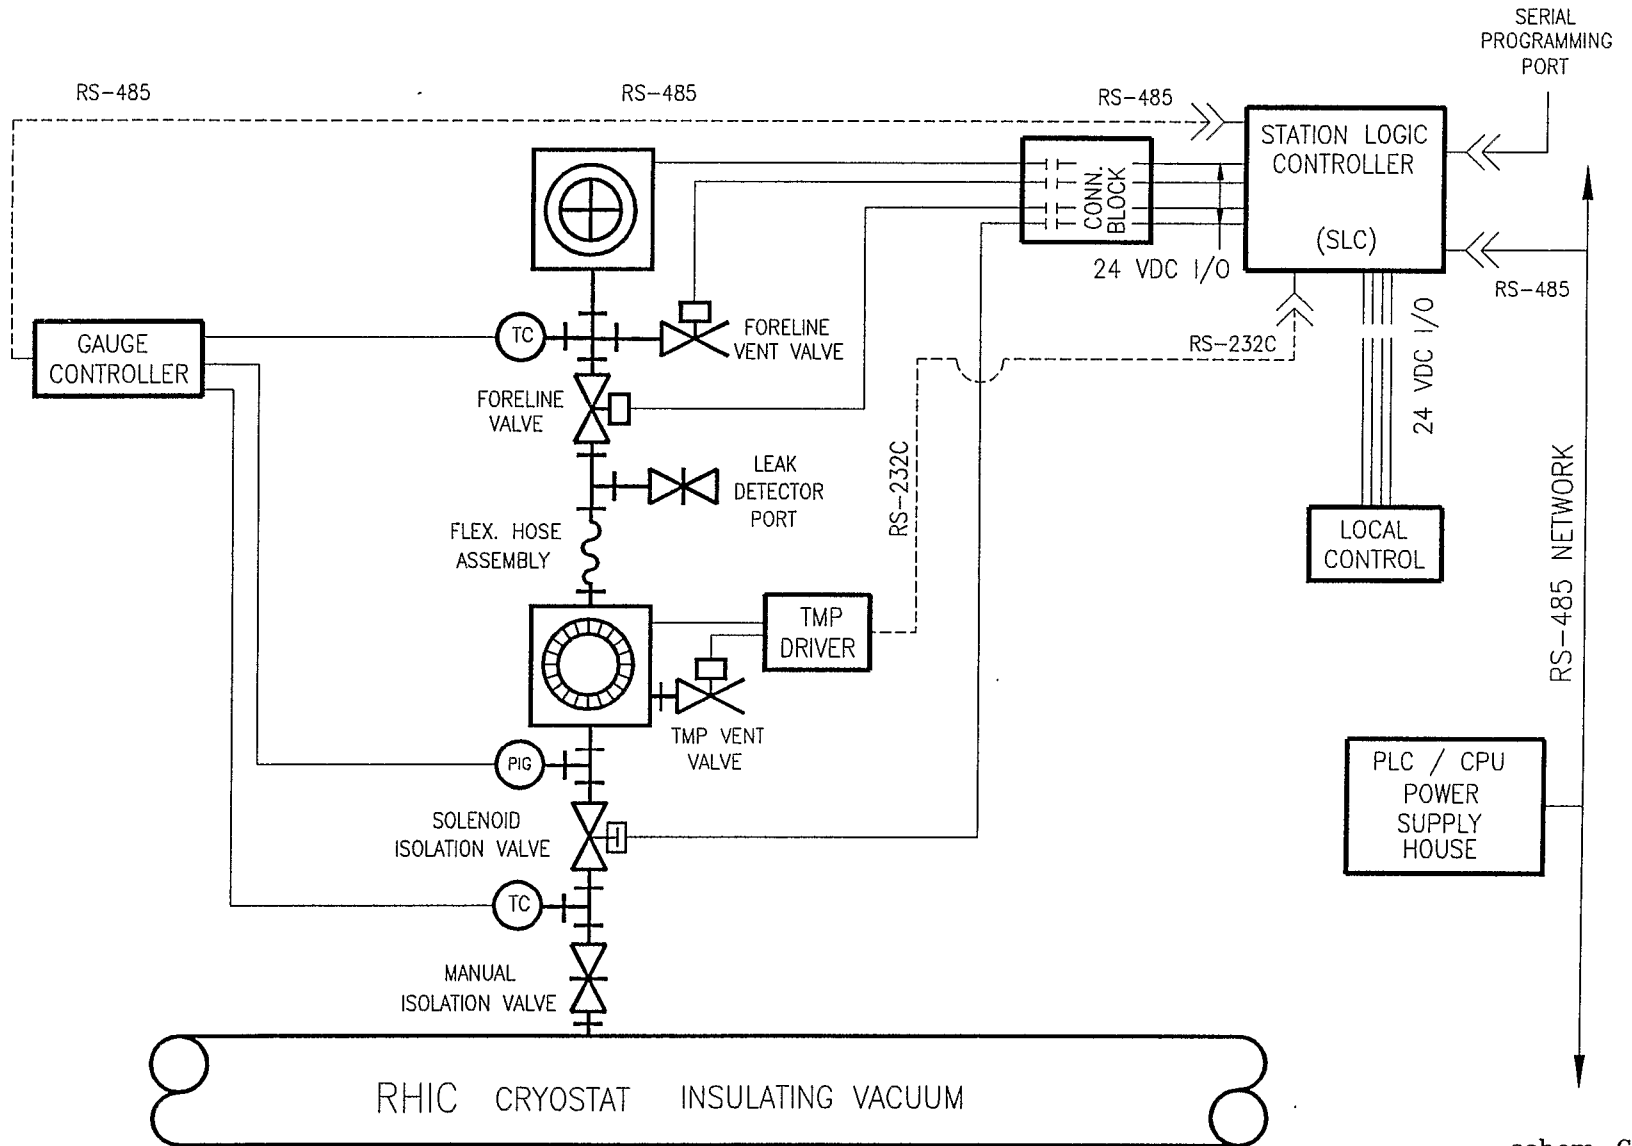 SERIAL
PROGRAMMING
PORT
RS-485
RS-485
RS-485
STATION LOGIC
CONTROLLER
(SLC)
CONN.
BLOCK
24 VDC I/O
RS-485
24 VDC I/O
RS-232C
GAUGE
CONTROLLER
TC
FORELINE
VENT VALVE
FORELINE
VALVE
LEAK
DETECTOR
PORT
RS-232C
FLEX. HOSE
ASSEMBLY
LOCAL
CONTROL
RS-485 NETWORK
TMP
DRIVER
TMP VENT
VALVE
PIG
PLC / CPU
POWER
SUPPLY
HOUSE
SOLENOID
ISOLATION VALVE
TC
MANUAL
ISOLATION VALVE
RHIC CRYOSTAT INSULATING VACUUM